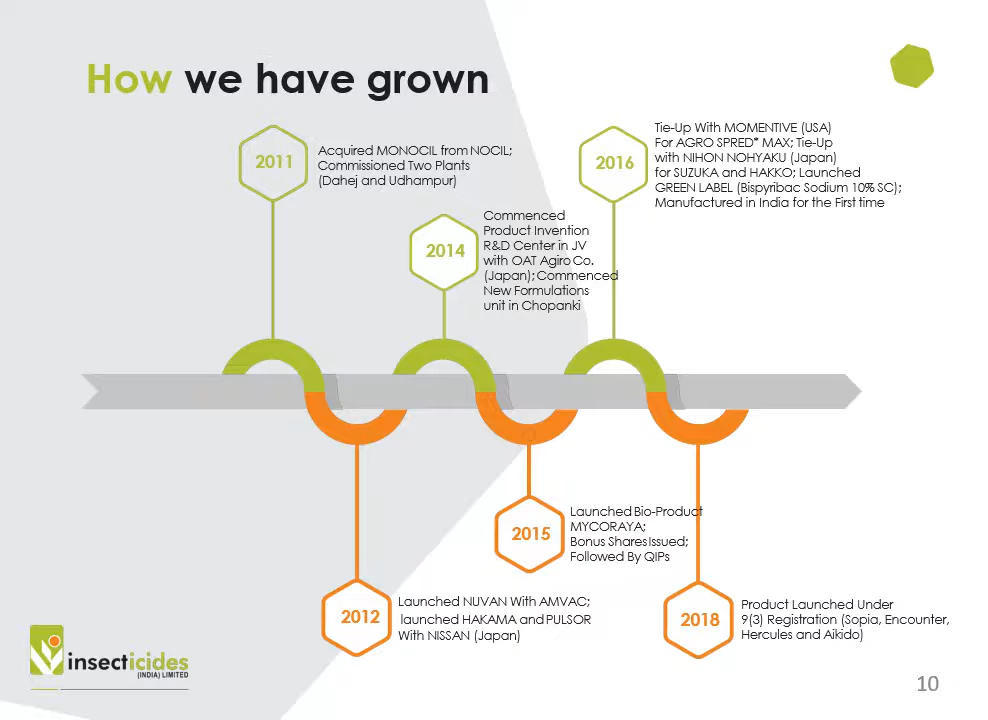 How we have grown
2011
Acquired MONOCIL from NOCIL;
Commissioned Two Plants
(Dahej and Udhampur)
2014
Commenced
Product Invention
R&D Center in JV
with OAT Agiro Co.
(Japan); Commenced
New Formulations
unit in Chopanki
2016
Tie-Up With MOMENTIVE (USA)
For AGRO SPRED* MAX; Tie-Up
with NIHON NOHYAKU (Japan)
for SUZUKA and HAKKO; Launched
GREEN LABEL (Bispyribac Sodium 10% SC);
Manufactured in India for the First time
2012
Launched NUVAN With AMVAC;
launched HAKAMA and PULSOR
With NISSAN (Japan)
2015
Launched Bio-Product
MYCORAYA;
Bonus Shares Issued;
Followed By QIPs
2018
Product Launched Under
9(3) Registration (Sopia, Encounter,
Hercules and Aikido)
insecticides
(INDIA) LIMITED
10